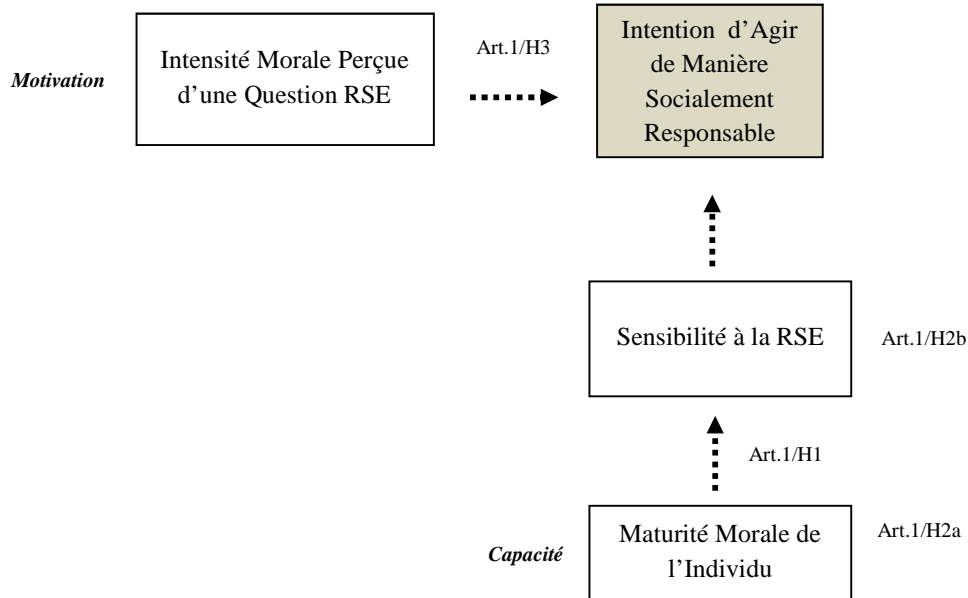 Motivation
Intensité Morale Perçue
d’une Question RSE
Art.1/H3
Intention d’Agir
de Manière
Socialement
Responsable
Sensibilité à la RSE
Art.1/H2b
Art.1/H1
Capacité
Maturité Morale de
l’Individu
Art.1/H2a